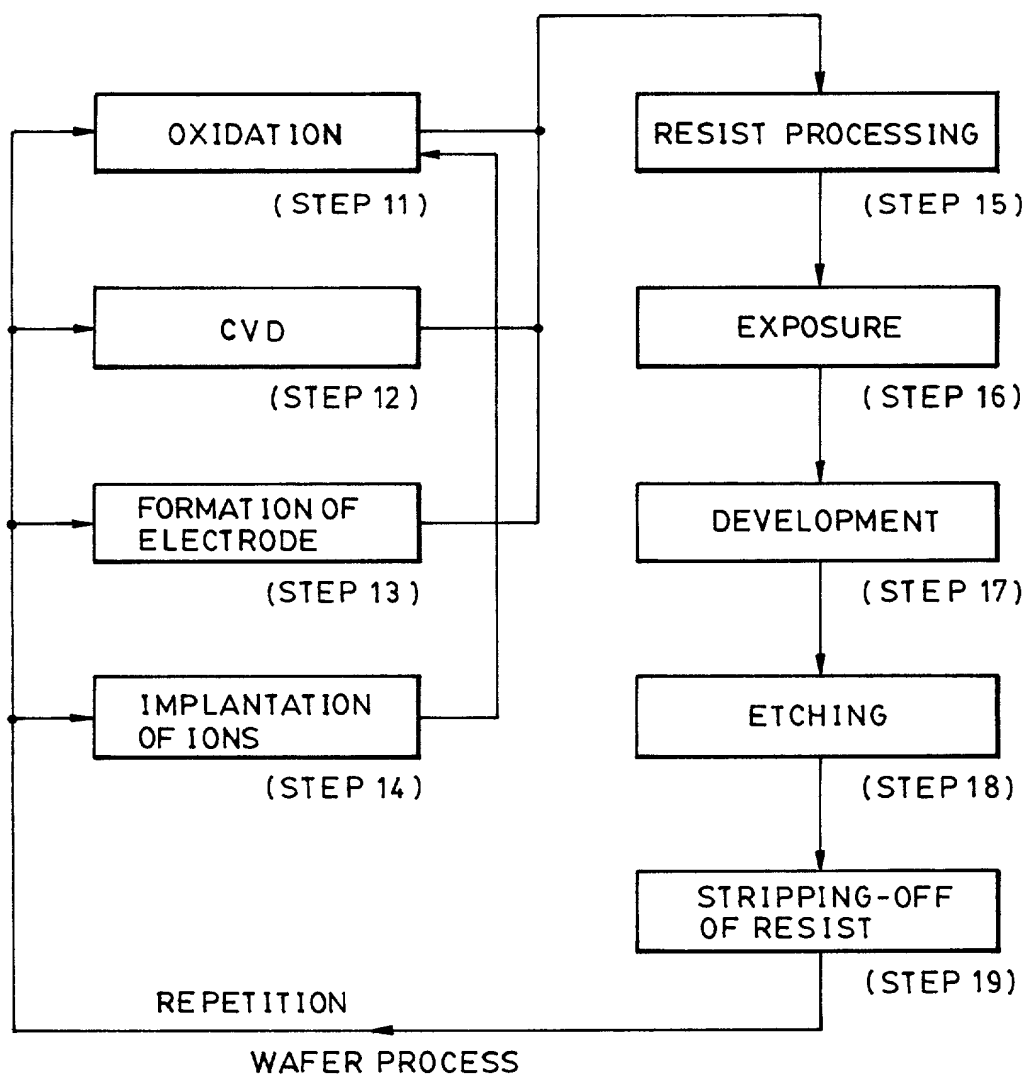 OXIDATION
(STEP 11)
CVD
(STEP 12)
FORMATION OF
ELECTRODE
(STEP 13)
IMPLANTATION
OF IONS
(STEP 14)
RESIST PROCESSING
(STEP 15)
EXPOSURE
(STEP 16)
DEVELOPMENT
(STEP 17)
ETCHING
(STEP 18)
STRIPPING-OFF
OF RESIST
(STEP 19)
REPETITION
WAFER PROCESS